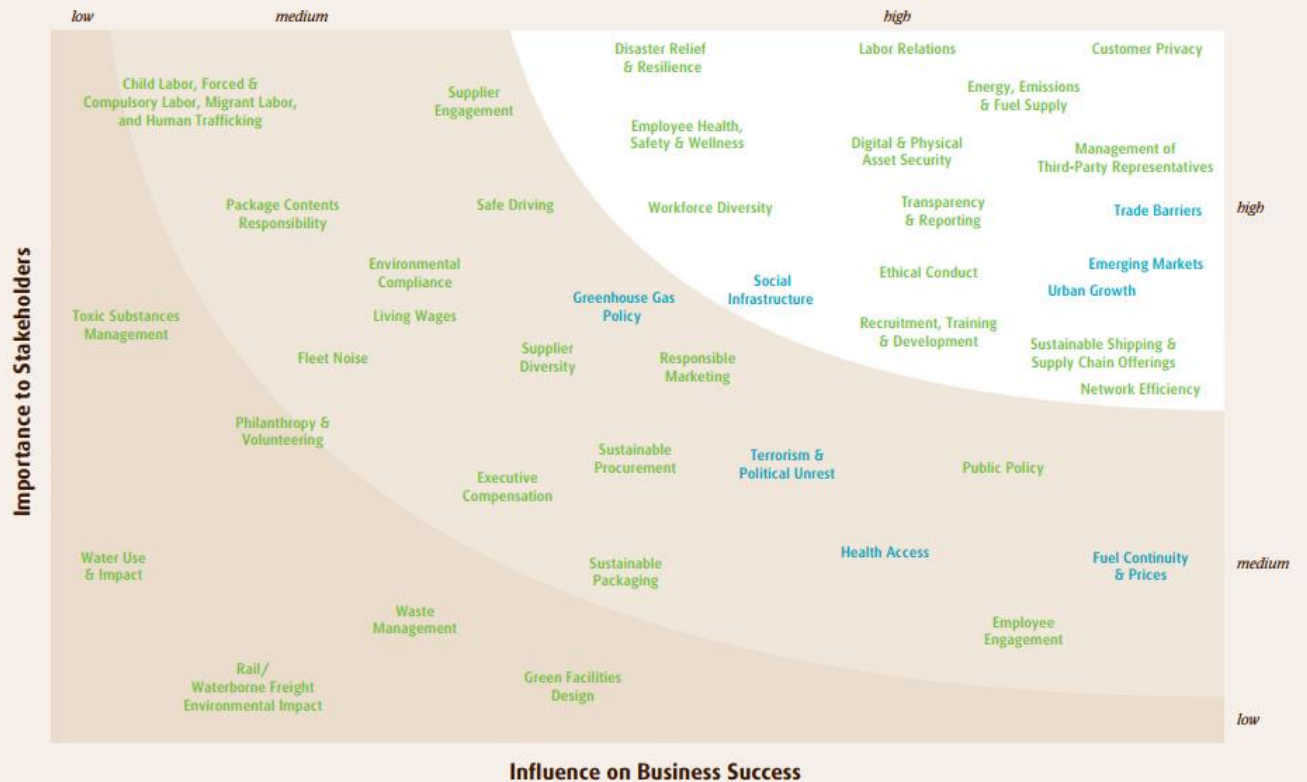 low
medium
high
Disaster Relief
& Resilience
Labor Relations
Customer Privacy
Child Labor, Forced &
Compulsory Labor, Migrant Labor,
and Human Trafficking
Supplier
Engagement
Energy, Emissions
& Fuel Supply
Employee Health,
Safety & Wellness
Digital & Physical
Asset Security
Management of
Third-Party Representatives
Package Contents
Responsibility
Safe Driving
Workforce Diversity
Transparency
& Reporting
Trade Barriers
high
Environmental
Compliance
Greenhouse Gas
Policy
Social
Infrastructure
Ethical Conduct
Emerging Markets
Urban Growth
Toxic Substances
Management
Living Wages
Fleet Noise
Supplier
Diversity
Responsible
Marketing
Recruitment, Training
& Development
Sustainable Shipping &
Supply Chain Offerings
Network Efficiency
Importance to Stakeholders
Philanthropy &
Volunteering
Executive
Compensation
Sustainable
Procurement
Terrorism &
Political Unrest
Public Policy
Water Use
& Impact
Sustainable
Packaging
Health Access
Fuel Continuity
& Prices
medium
Waste
Management
Employee
Engagement
Rail/
Waterborne Freight
Environmental Impact
Green Facilities
Design
low
Influence on Business Success